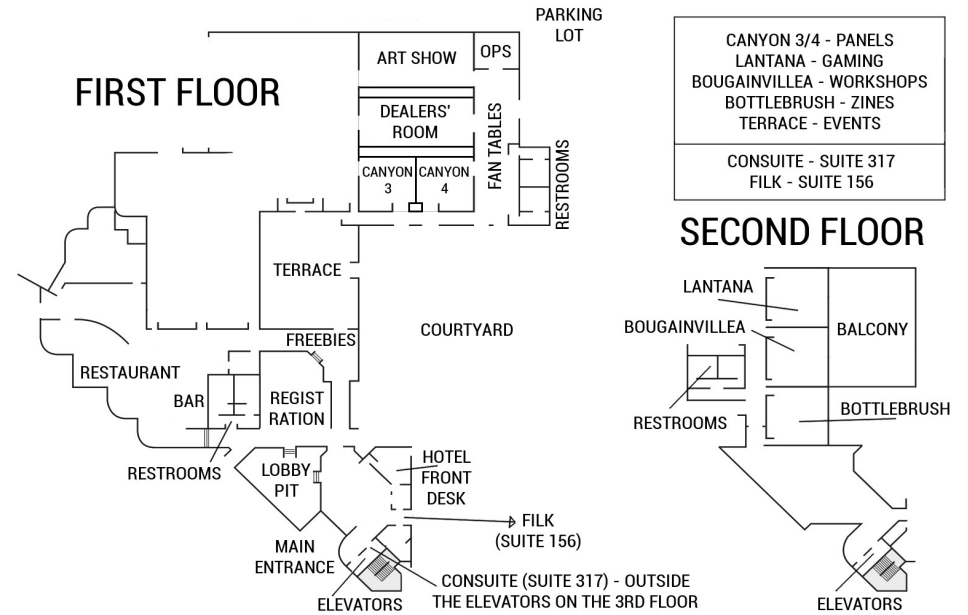 PARKING
LOT
ART SHOW
OPS
FIRST FLOOR
DEALERS'
ROOM
FAN TABLES
CANYON
3
CANYON
4
RESTROOMS
TERRACE
COURTYARD
FREEBIES
RESTAURANT
BAR
REGIST
RATION
RESTROOMS
LOBBY
PIT
HOTEL
FRONT
DESK
FILK
(SUITE 156)
MAIN
ENTRANCE
ELEVATORS
CONSUITE (SUITE 317) - OUTSIDE
THE ELEVATORS ON THE 3RD FLOOR
ELEVATORS
CANYON 3/4 - PANELS
LANTANA - GAMING
BOUGAINVILLEA - WORKSHOPS
BOTTLEBRUSH - ZINES
TERRACE - EVENTS
CONSUITE - SUITE 317
FILK - SUITE 156
SECOND FLOOR
LANTANA
BOUGAINVILLEA
BALCONY
RESTROOMS
BOTTLEBRUSH
ELEVATORS
ELEVATORS